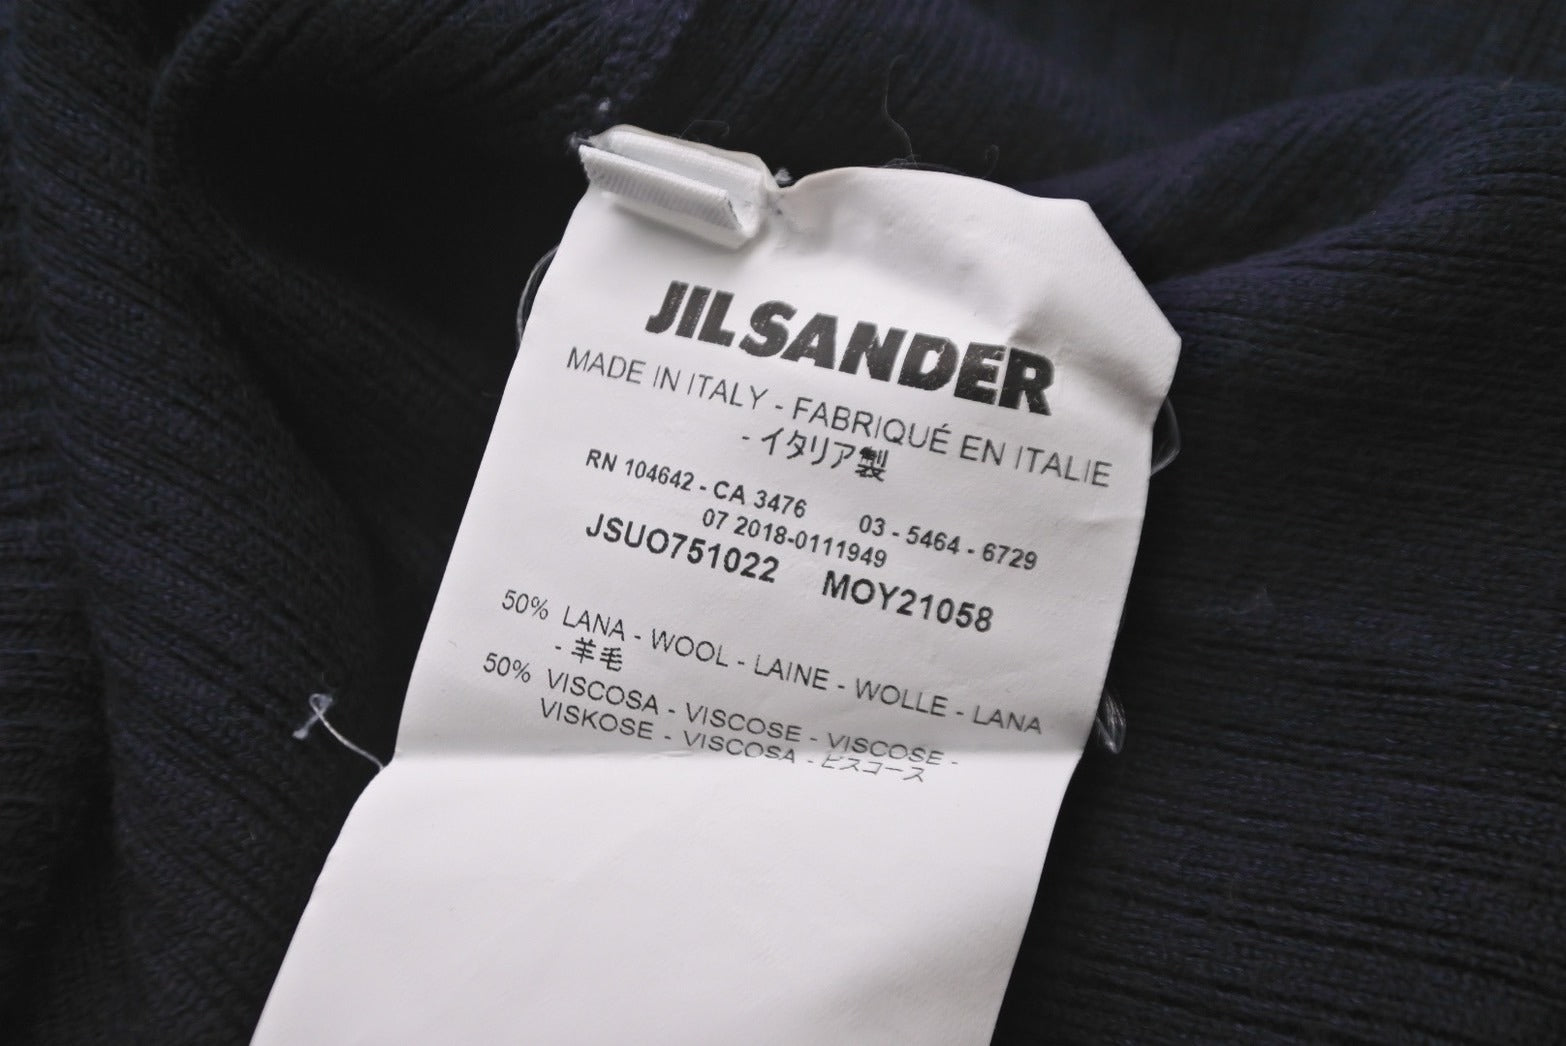 JIL SANDER
MADE IN ITALY - FABRIQUÉ EN ITALIE
- イタリア製
RN 104642 - CA 3476 03 - 5464 - 6729
07 2018-0111949
JSUO751022 MOY21058
50% LANA - WOOL - LAINE - WOLLE - LANA
- 羊毛
50% VISCOSA - VISCOSE - VISCOSE -
VISKOSE - VISCOSA - ビスコース